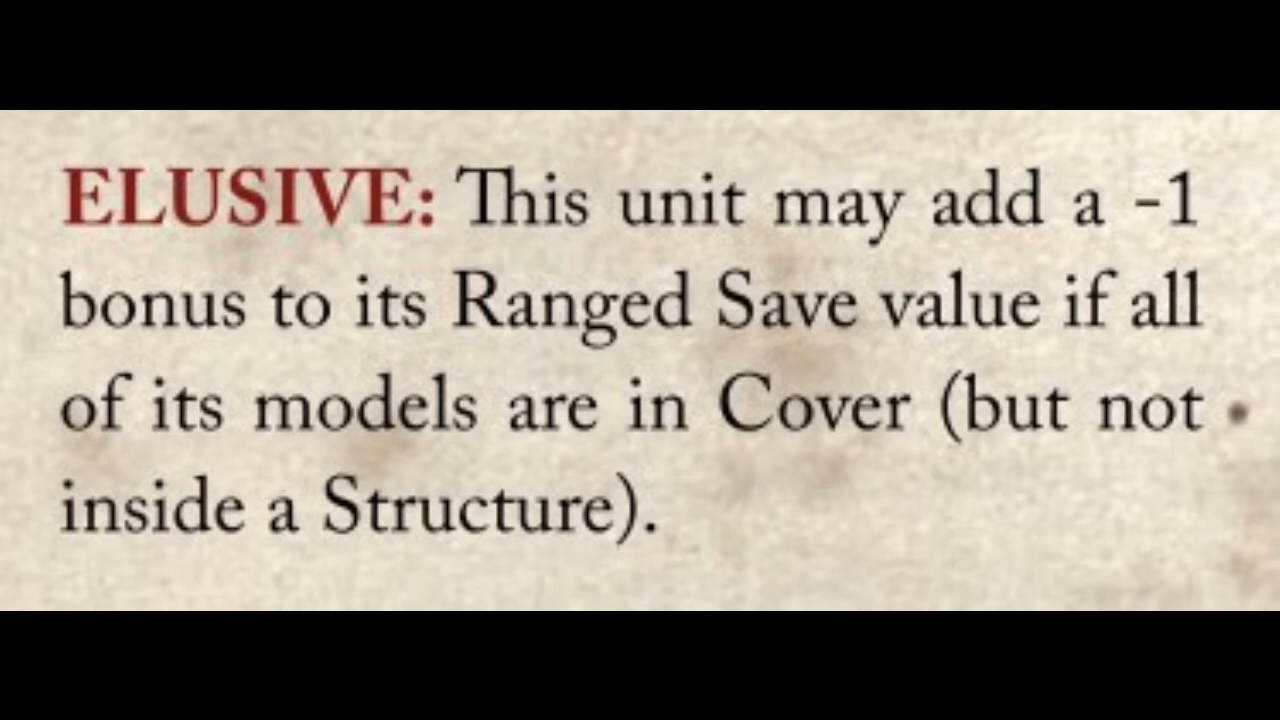 ELUSIVE: This unit may add a -1
bonus to its Ranged Save value if all
of its models are in Cover (but not
inside a Structure).